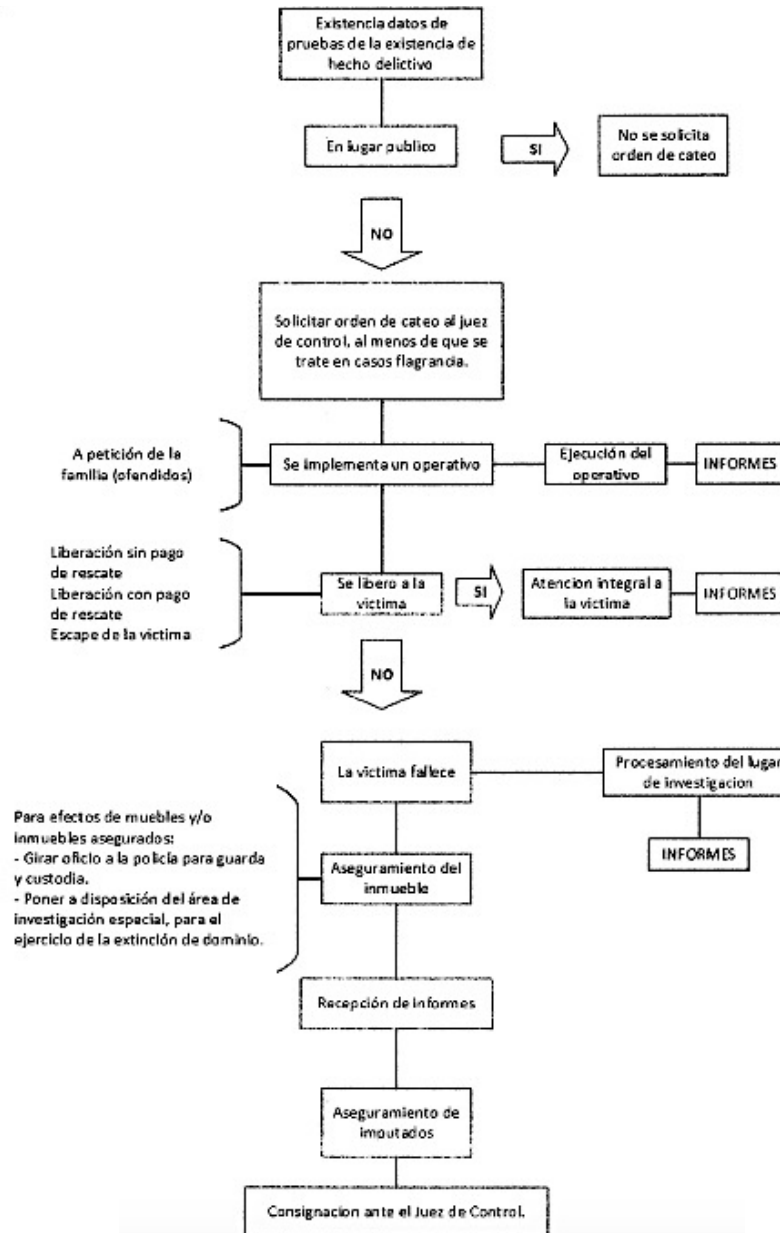 Existencia datos de
pruebas de la existencia de
hecho delictivo
En lugar publico
SI
No se solicita
orden de cateo
NO
Solicitar orden de cateo al juez
de control, al menos de que se
trate en casos flagrancia.
A petición de la
familia (ofendidos)
Se implementa un operativo
Ejecución del
operativo
INFORMES
Liberación sin pago
de rescate
Liberación con pago
de rescate
Escape de la victima
Se libero a la
victima
SI
Atencion integral a
la victima
INFORMES
NO
La victima fallece
Procesamiento del lugar
de investigacion
INFORMES
Para efectos de muebles y/o
inmuebles asegurados:
- Girar oficio a la policía para guarda
y custodia.
- Poner a disposición del área de
investigación especial, para el
ejercicio de la extinción de dominio.
Aseguramiento del
inmueble
Recepción de informes
Aseguramiento de
imputados
Consignacion ante el Juez de Control.